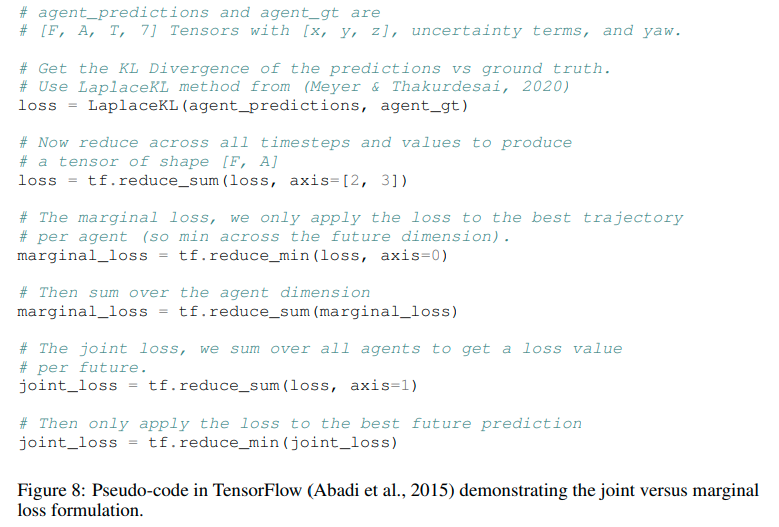 # agent_predictions and agent_gt are
# [F, A, T, 7] Tensors with [x, y, z], uncertainty terms, and yaw.
# Get the KL Divergence of the predictions vs ground truth.
# Use LaplaceKL method from (Meyer & Thakurdesai, 2020)
loss = LaplaceKL(agent_predictions, agent_gt)
# Now reduce across all timesteps and values to produce
# a tensor of shape [F, A]
loss = tf.reduce_sum(loss, axis=[2, 3])
# The marginal loss, we only apply the loss to the best trajectory
# per agent (so min across the future dimension).
marginal_loss = tf.reduce_min(loss, axis=0)
# Then sum over the agent dimension
marginal_loss = tf.reduce_sum(marginal_loss)
# The joint loss, we sum over all agents to get a loss value
# per future.
joint_loss = tf.reduce_sum(loss, axis=1)
# Then only apply the loss to the best future prediction
joint_loss = tf.reduce_min(joint_loss)
Figure 8: Pseudo-code in TensorFlow (Abadi et al., 2015) demonstrating the joint versus marginal
loss formulation.